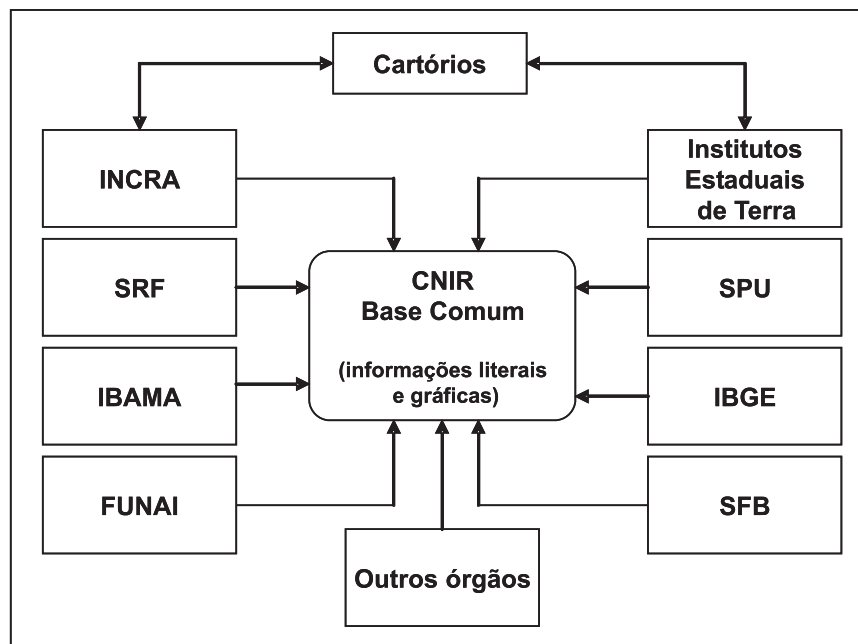 Cartórios
INCRA
Institutos
Estaduais
de Terra
SRF
CNIR
Base Comum
(informações literais
e gráficas)
SPU
IBAMA
IBGE
FUNAI
SFB
Outros órgãos